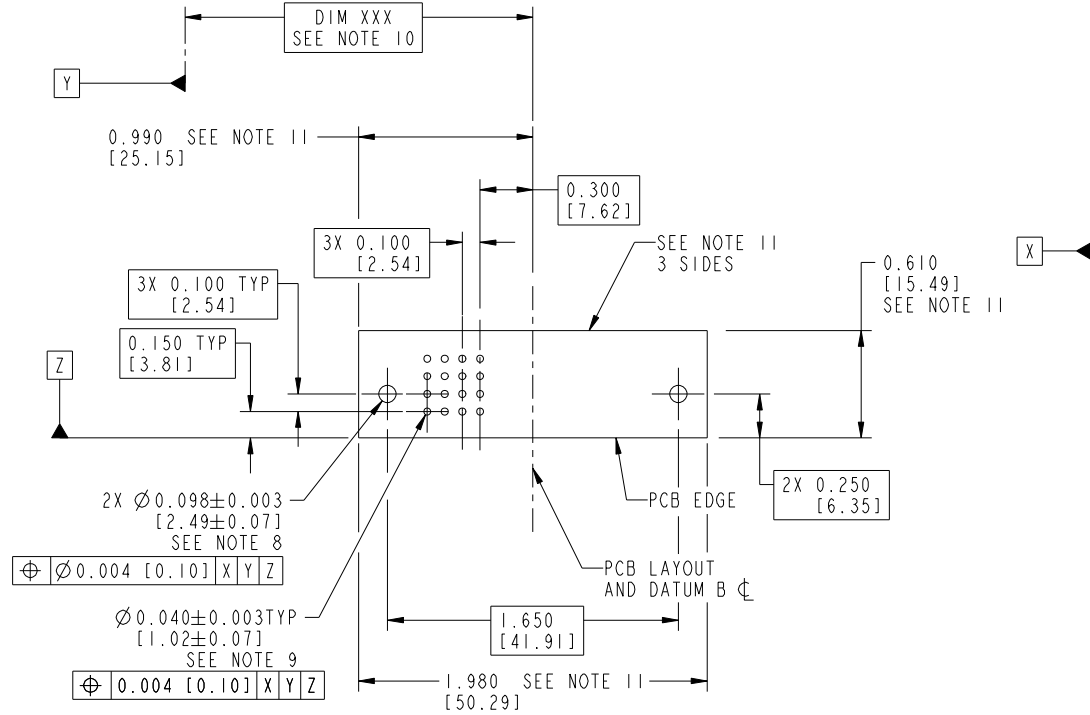 DIM XXX
SEE NOTE 10
Y
0.990 SEE NOTE 11
[25.15]
0.300
[7.62]
3X 0.100
[2.54]
SEE NOTE 11
3 SIDES
X
0.610
[15.49]
SEE NOTE 11
3X 0.100 TYP
[2.54]
0.150 TYP
[3.81]
Z
2X Ø0.098±0.003
[2.49±0.07]
SEE NOTE 8
⌖ Ø0.004 [0.10] X Y Z
PCB EDGE
2X 0.250
[6.35]
PCB LAYOUT
AND DATUM B ℄
Ø0.040±0.003TYP
[1.02±0.07]
SEE NOTE 9
⌖ 0.004 [0.10] X Y Z
1.650
[41.91]
1.980 SEE NOTE 11
[50.29]